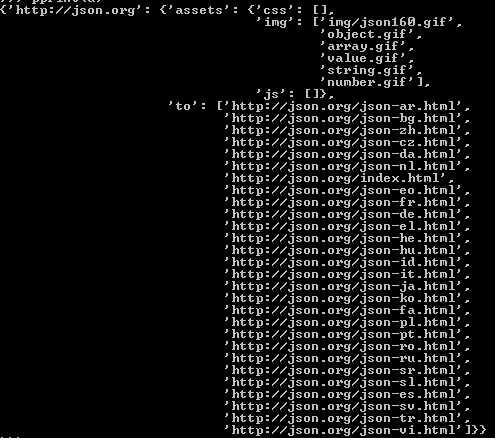 {'http://json.org': {'assets': {'css': [],
'img': ['img/json160.gif',
'object.gif',
'array.gif',
'value.gif',
'string.gif',
'number.gif'],
'js': []},
'to': ['http://json.org/json-ar.html',
'http://json.org/json-bg.html',
'http://json.org/json-zh.html',
'http://json.org/json-cz.html',
'http://json.org/json-da.html',
'http://json.org/json-nl.html',
'http://json.org/index.html',
'http://json.org/json-eo.html',
'http://json.org/json-fr.html',
'http://json.org/json-de.html',
'http://json.org/json-el.html',
'http://json.org/json-he.html',
'http://json.org/json-hu.html',
'http://json.org/json-id.html',
'http://json.org/json-it.html',
'http://json.org/json-ja.html',
'http://json.org/json-ko.html',
'http://json.org/json-fa.html',
'http://json.org/json-pl.html',
'http://json.org/json-pt.html',
'http://json.org/json-ro.html',
'http://json.org/json-ru.html',
'http://json.org/json-sr.html',
'http://json.org/json-sl.html',
'http://json.org/json-es.html',
'http://json.org/json-sv.html',
'http://json.org/json-tr.html',
'http://json.org/json-vi.html']}}